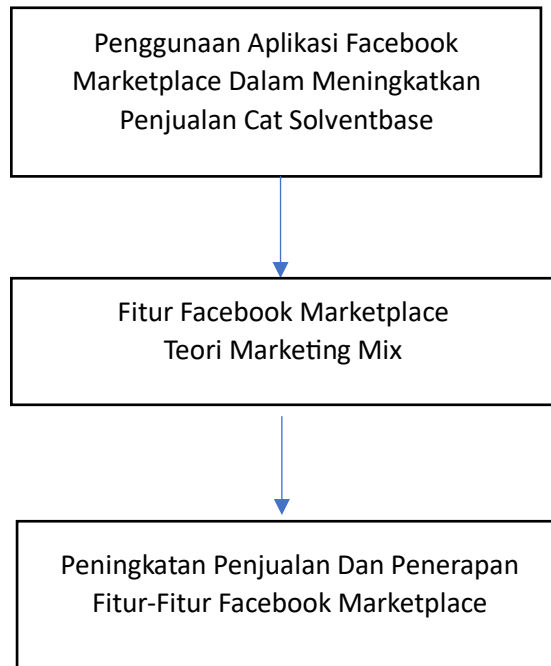 Penggunaan Aplikasi Facebook
Marketplace Dalam Meningkatkan
Penjualan Cat Solventbase
Fitur Facebook Marketplace
Teori Marketing Mix
Peningkatan Penjualan Dan Penerapan
Fitur-Fitur Facebook Marketplace